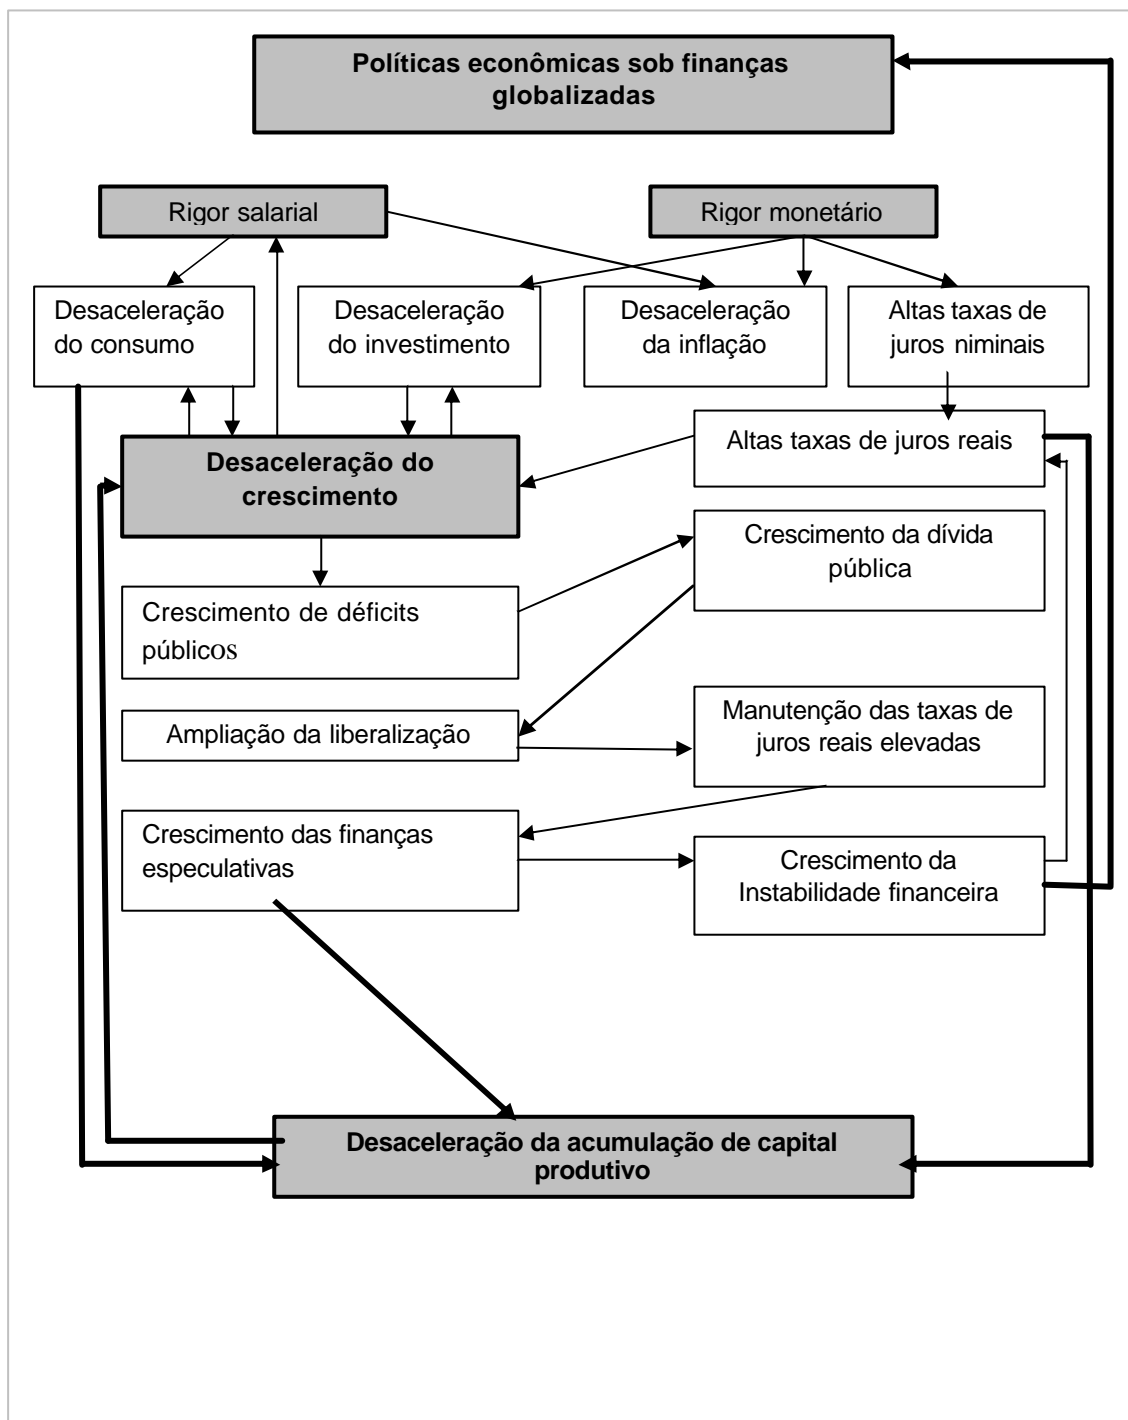 Políticas econômicas sob finanças
globalizadas
Rigor salarial
Rigor monetário
Desaceleração
do consumo
Desaceleração
do investimento
Desaceleração
da inflação
Altas taxas de
juros niminais
Altas taxas de juros reais
Desaceleração do
crescimento
Crescimento da dívida
pública
Crescimento de déficits
públicos
Ampliação da liberalização
Manutenção das taxas de
juros reais elevadas
Crescimento das finanças
especulativas
Crescimento da
Instabilidade financeira
Desaceleração da acumulação de capital
produtivo